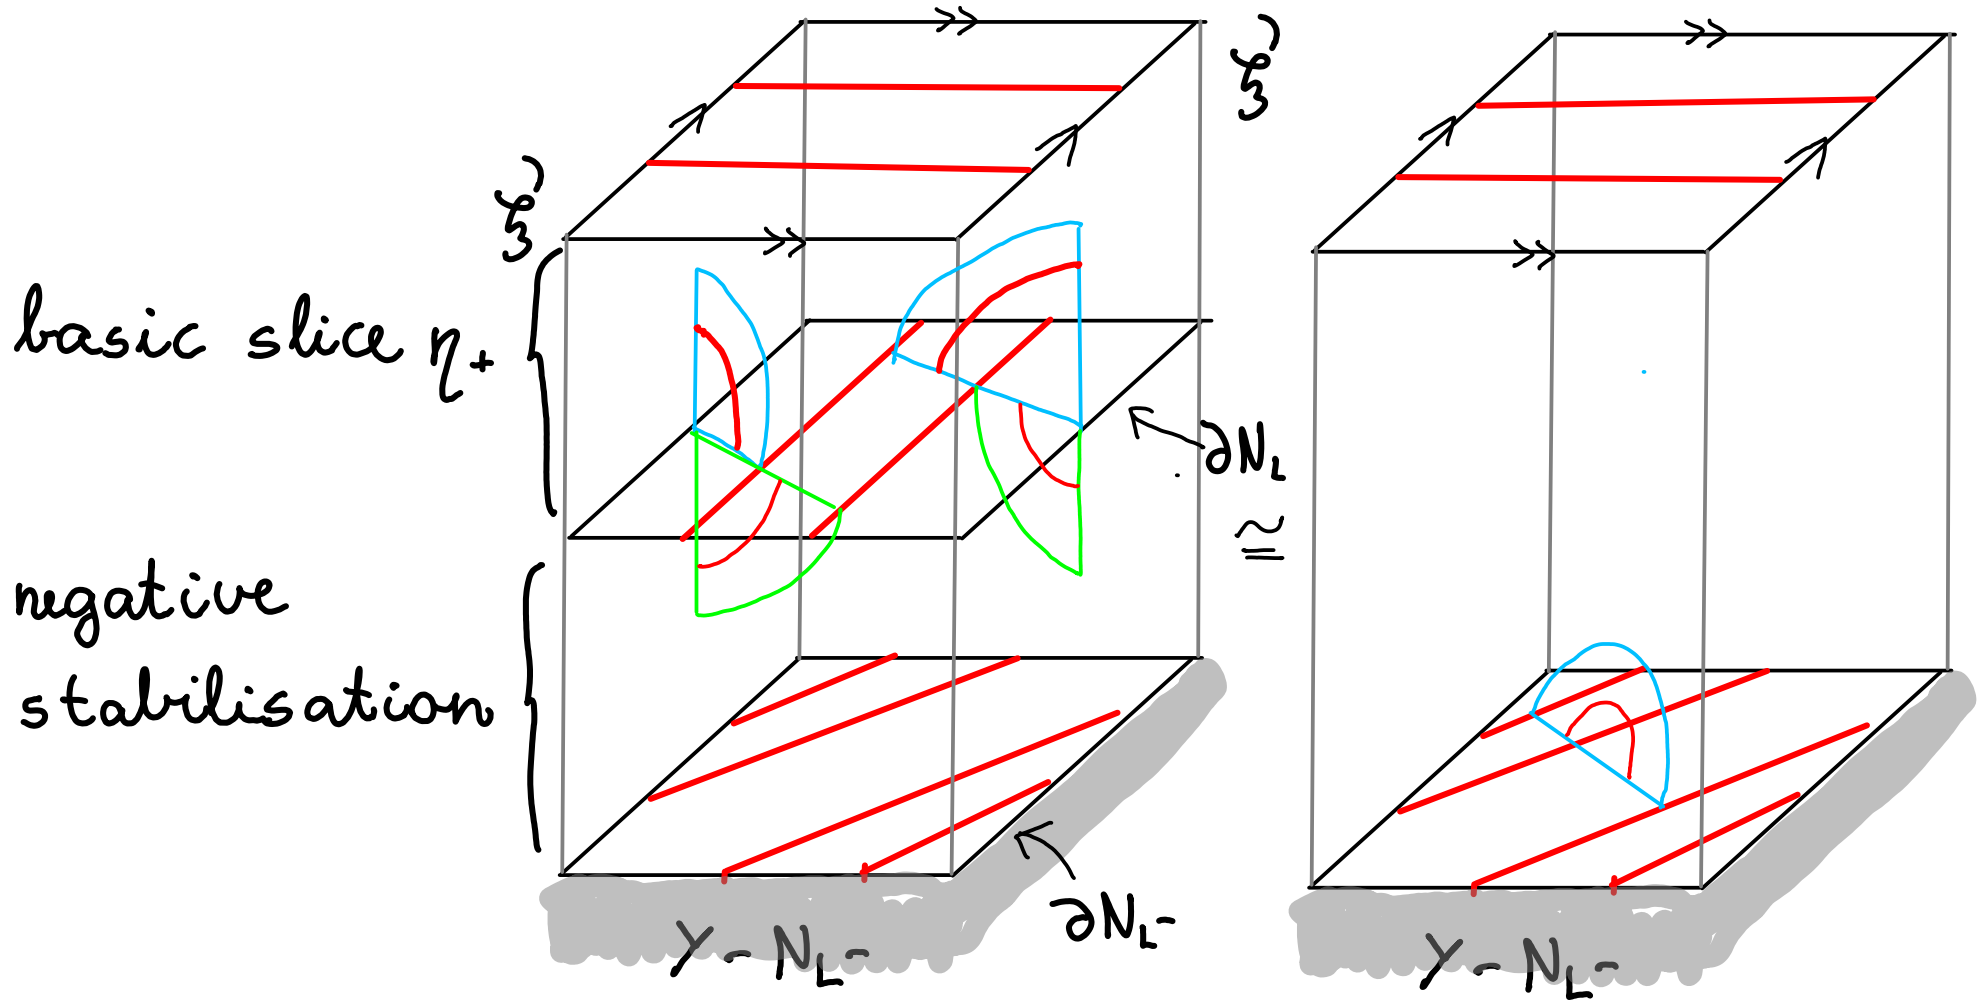 ξ
ξ
basic slice η₊
∂N_L
≅
negative
stabilisation
∂N_L-
Y - N_L-
Y - N_L-